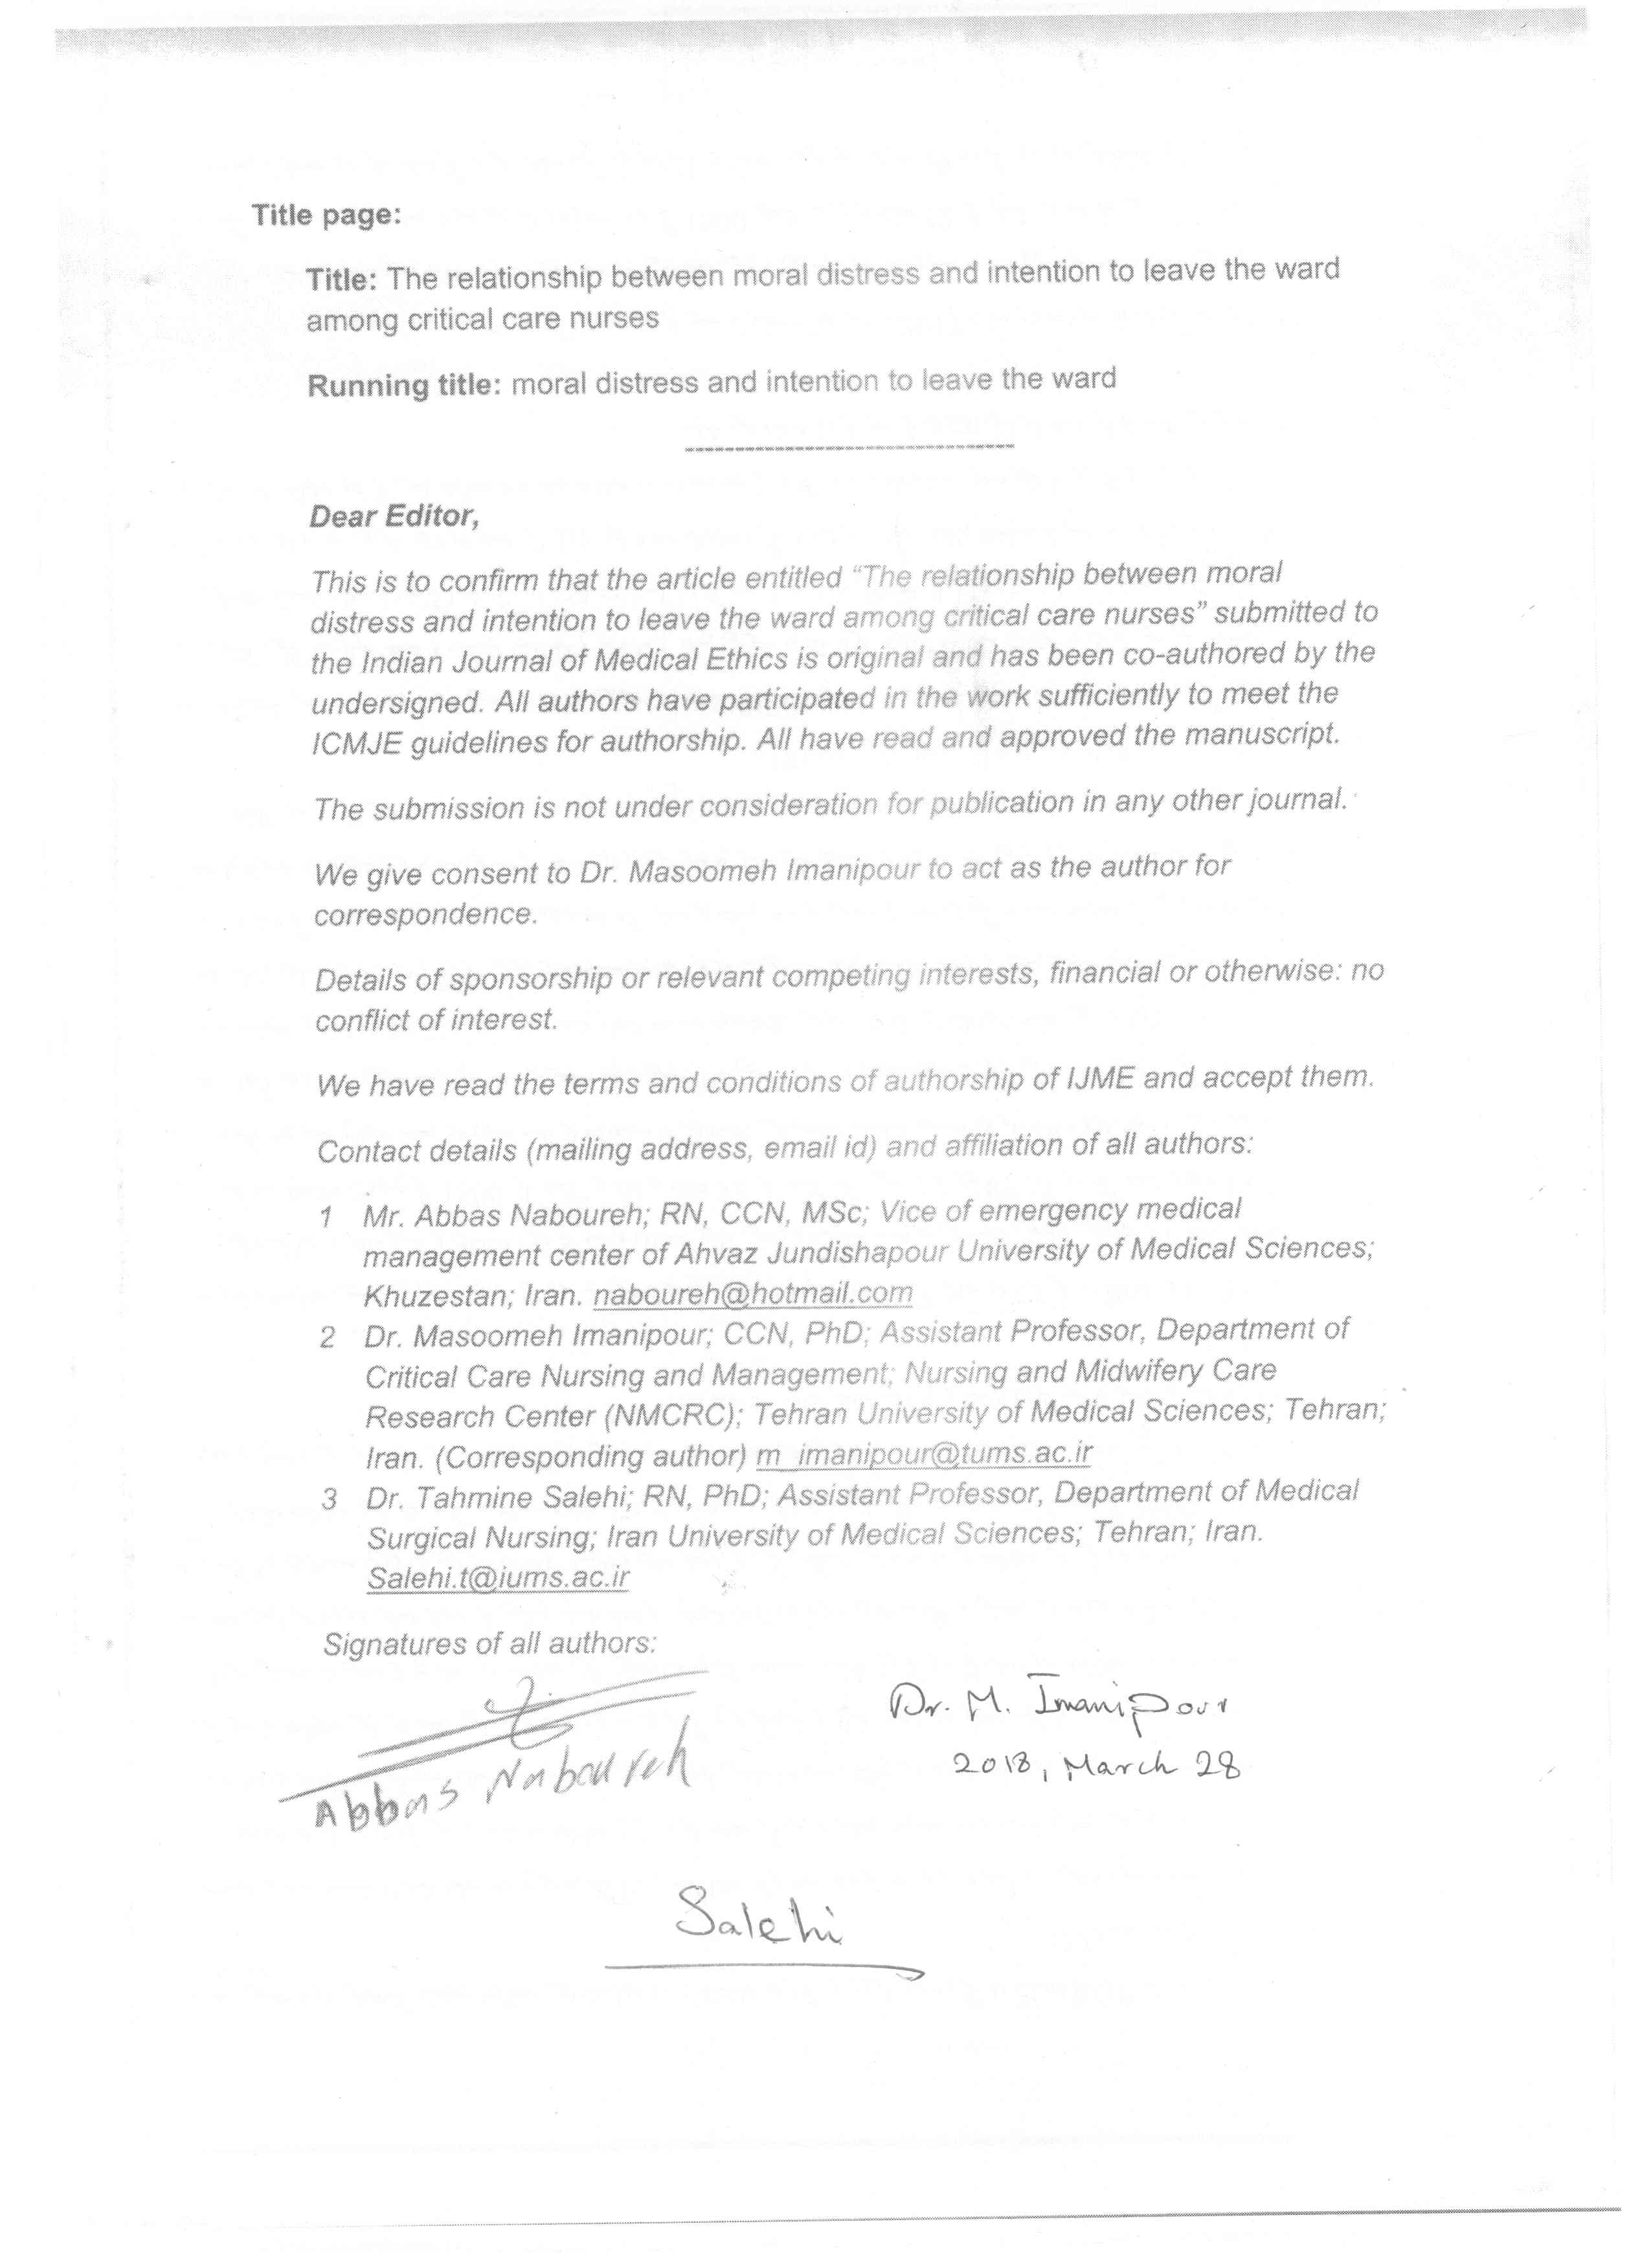 Title page:
Title: The relationship between moral distress and intention to leave the ward
among critical care nurses
Running title: moral distress and intention to leave the ward
------------------------------------
Dear Editor,
This is to confirm that the article entitled “The relationship between moral
distress and intention to leave the ward among critical care nurses” submitted to
the Indian Journal of Medical Ethics is original and has been co-authored by the
undersigned. All authors have participated in the work sufficiently to meet the
ICMJE guidelines for authorship. All have read and approved the manuscript.
The submission is not under consideration for publication in any other journal.
We give consent to Dr. Masoomeh Imanipour to act as the author for
correspondence.
Details of sponsorship or relevant competing interests, financial or otherwise: no
conflict of interest.
We have read the terms and conditions of authorship of IJME and accept them.
Contact details (mailing address, email id) and affiliation of all authors:
1 Mr. Abbas Naboureh; RN, CCN, MSc; Vice of emergency medical
management center of Ahvaz Jundishapour University of Medical Sciences;
Khuzestan; Iran. naboureh@hotmail.com
2 Dr. Masoomeh Imanipour; CCN, PhD; Assistant Professor, Department of
Critical Care Nursing and Management; Nursing and Midwifery Care
Research Center (NMCRC); Tehran University of Medical Sciences; Tehran;
Iran. (Corresponding author) m_imanipour@tums.ac.ir
3 Dr. Tahmine Salehi; RN, PhD; Assistant Professor, Department of Medical
Surgical Nursing; Iran University of Medical Sciences; Tehran; Iran.
Salehi.t@iums.ac.ir
Signatures of all authors:
Dr. M. Imanipour
2018, March 28
Abbas Naboureh
Salehi